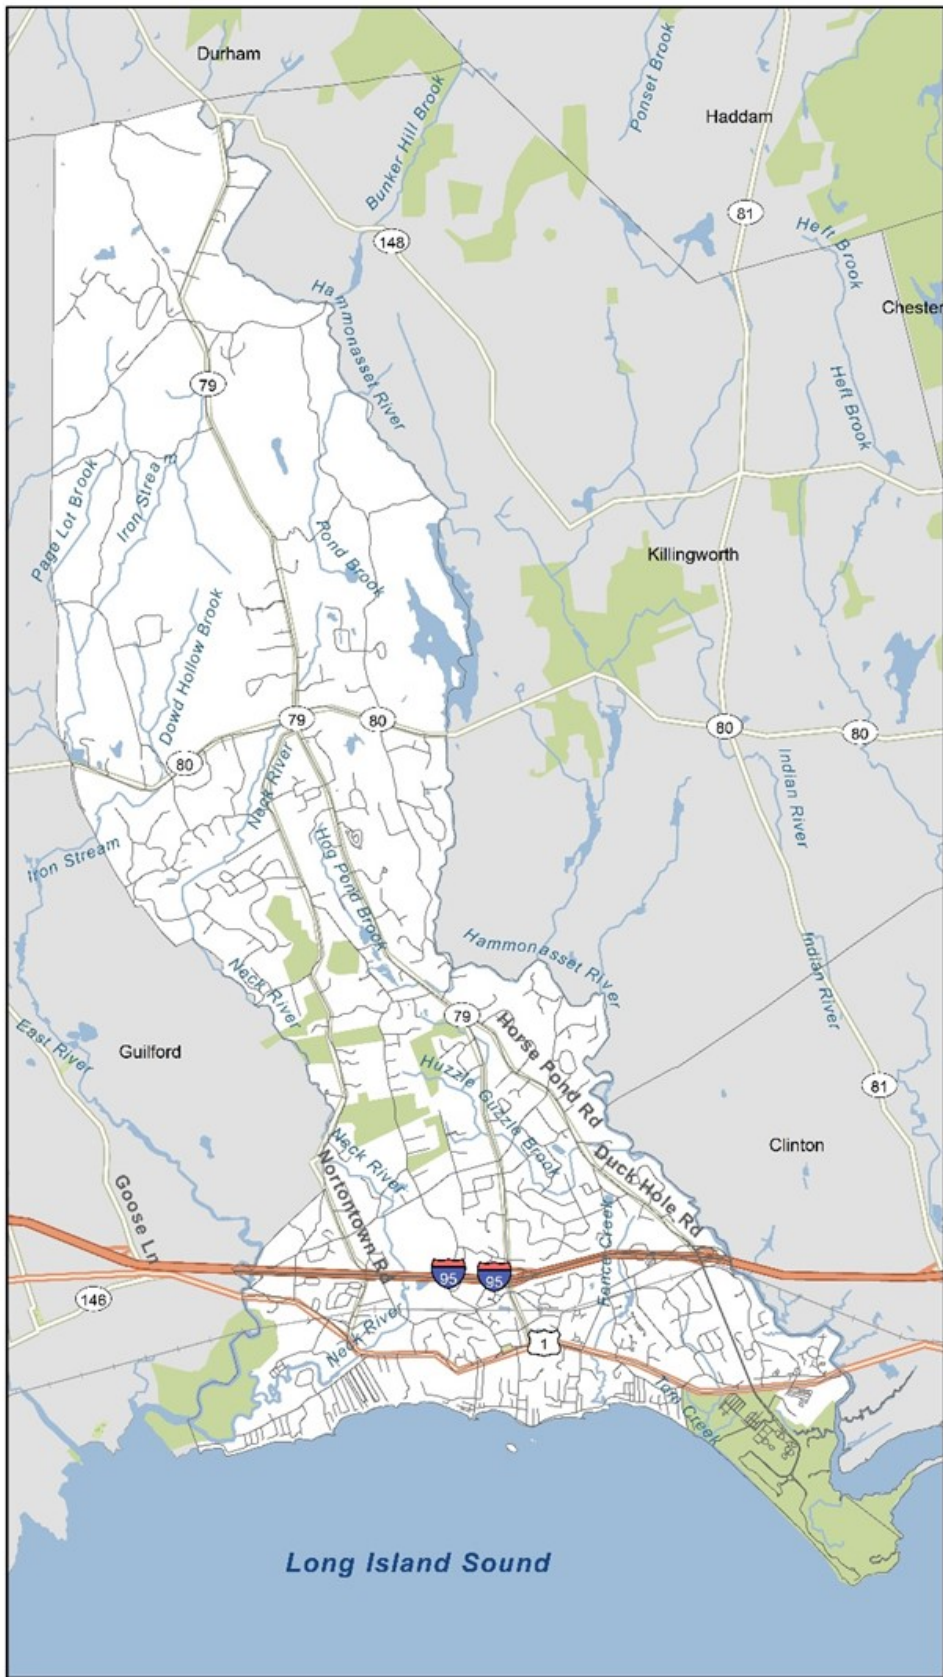 Durham
Ponset Brook
Haddam
Bunker Hill Brook
81
148
Heft Brook
Hammonasset River
Chester
79
Heft Brook
Page Lot Brook
Iron Stream
Pond Brook
Killingworth
Dowd Hollow Brook
79
80
80
80
80
Neck River
Indian River
Iron Stream
Hog Pond Brook
Hammonasset River
Neck River
Indian River
79
Horse Pond Rd
East River
Guilford
Huzzle Guzzle Brook
81
Neck River
Clinton
Duck Hole Rd
Goose Ln
Nortontown Rd
Fence Creek
95
95
146
Neck River
1
Tom Creek
Long Island Sound